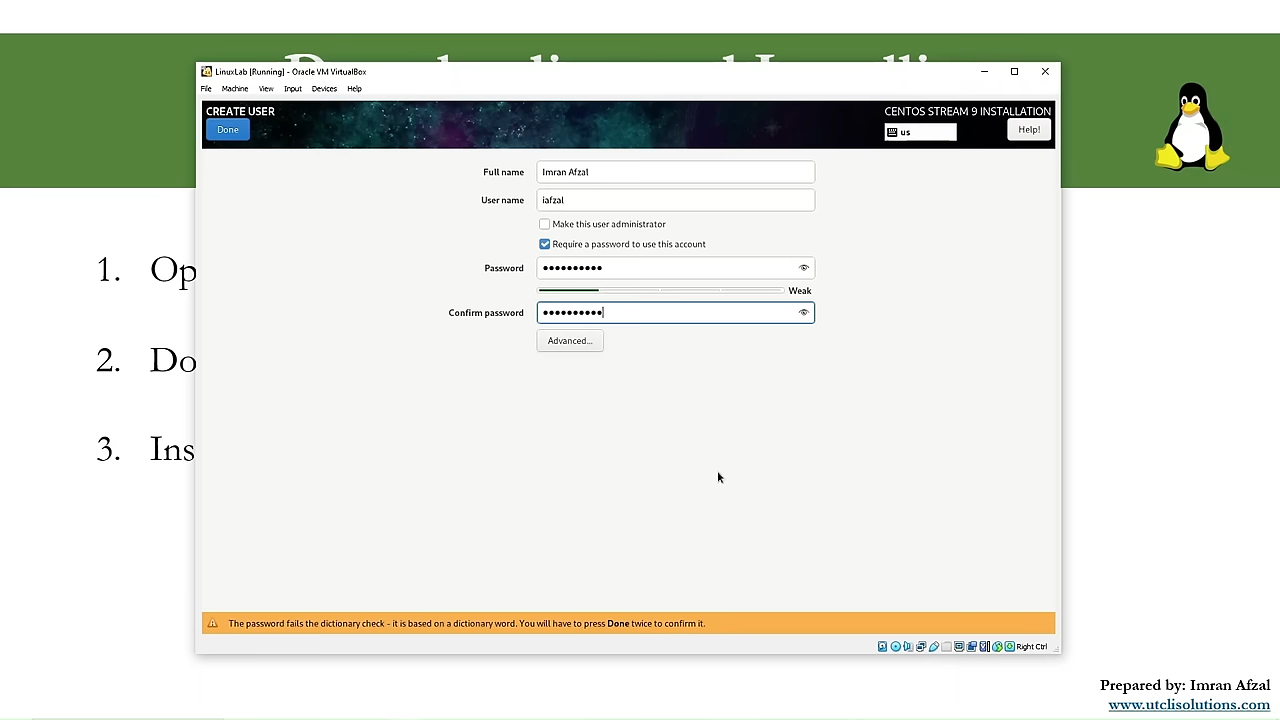 LinuxLab [Running] - Oracle VM VirtualBox
File Machine View Input Devices Help
CREATE USER
CENTOS STREAM 9 INSTALLATION
Done
us
Help!
Full name
Imran Afzal
User name
iafzal
Make this user administrator
Require a password to use this account
Password
••••••••••
Weak
Confirm password
••••••••••
Advanced...
1. Op
2. Do
3. Ins
The password fails the dictionary check - it is based on a dictionary word. You will have to press Done twice to confirm it.
Right Ctrl
Prepared by: Imran Afzal
www.utclisolutions.com